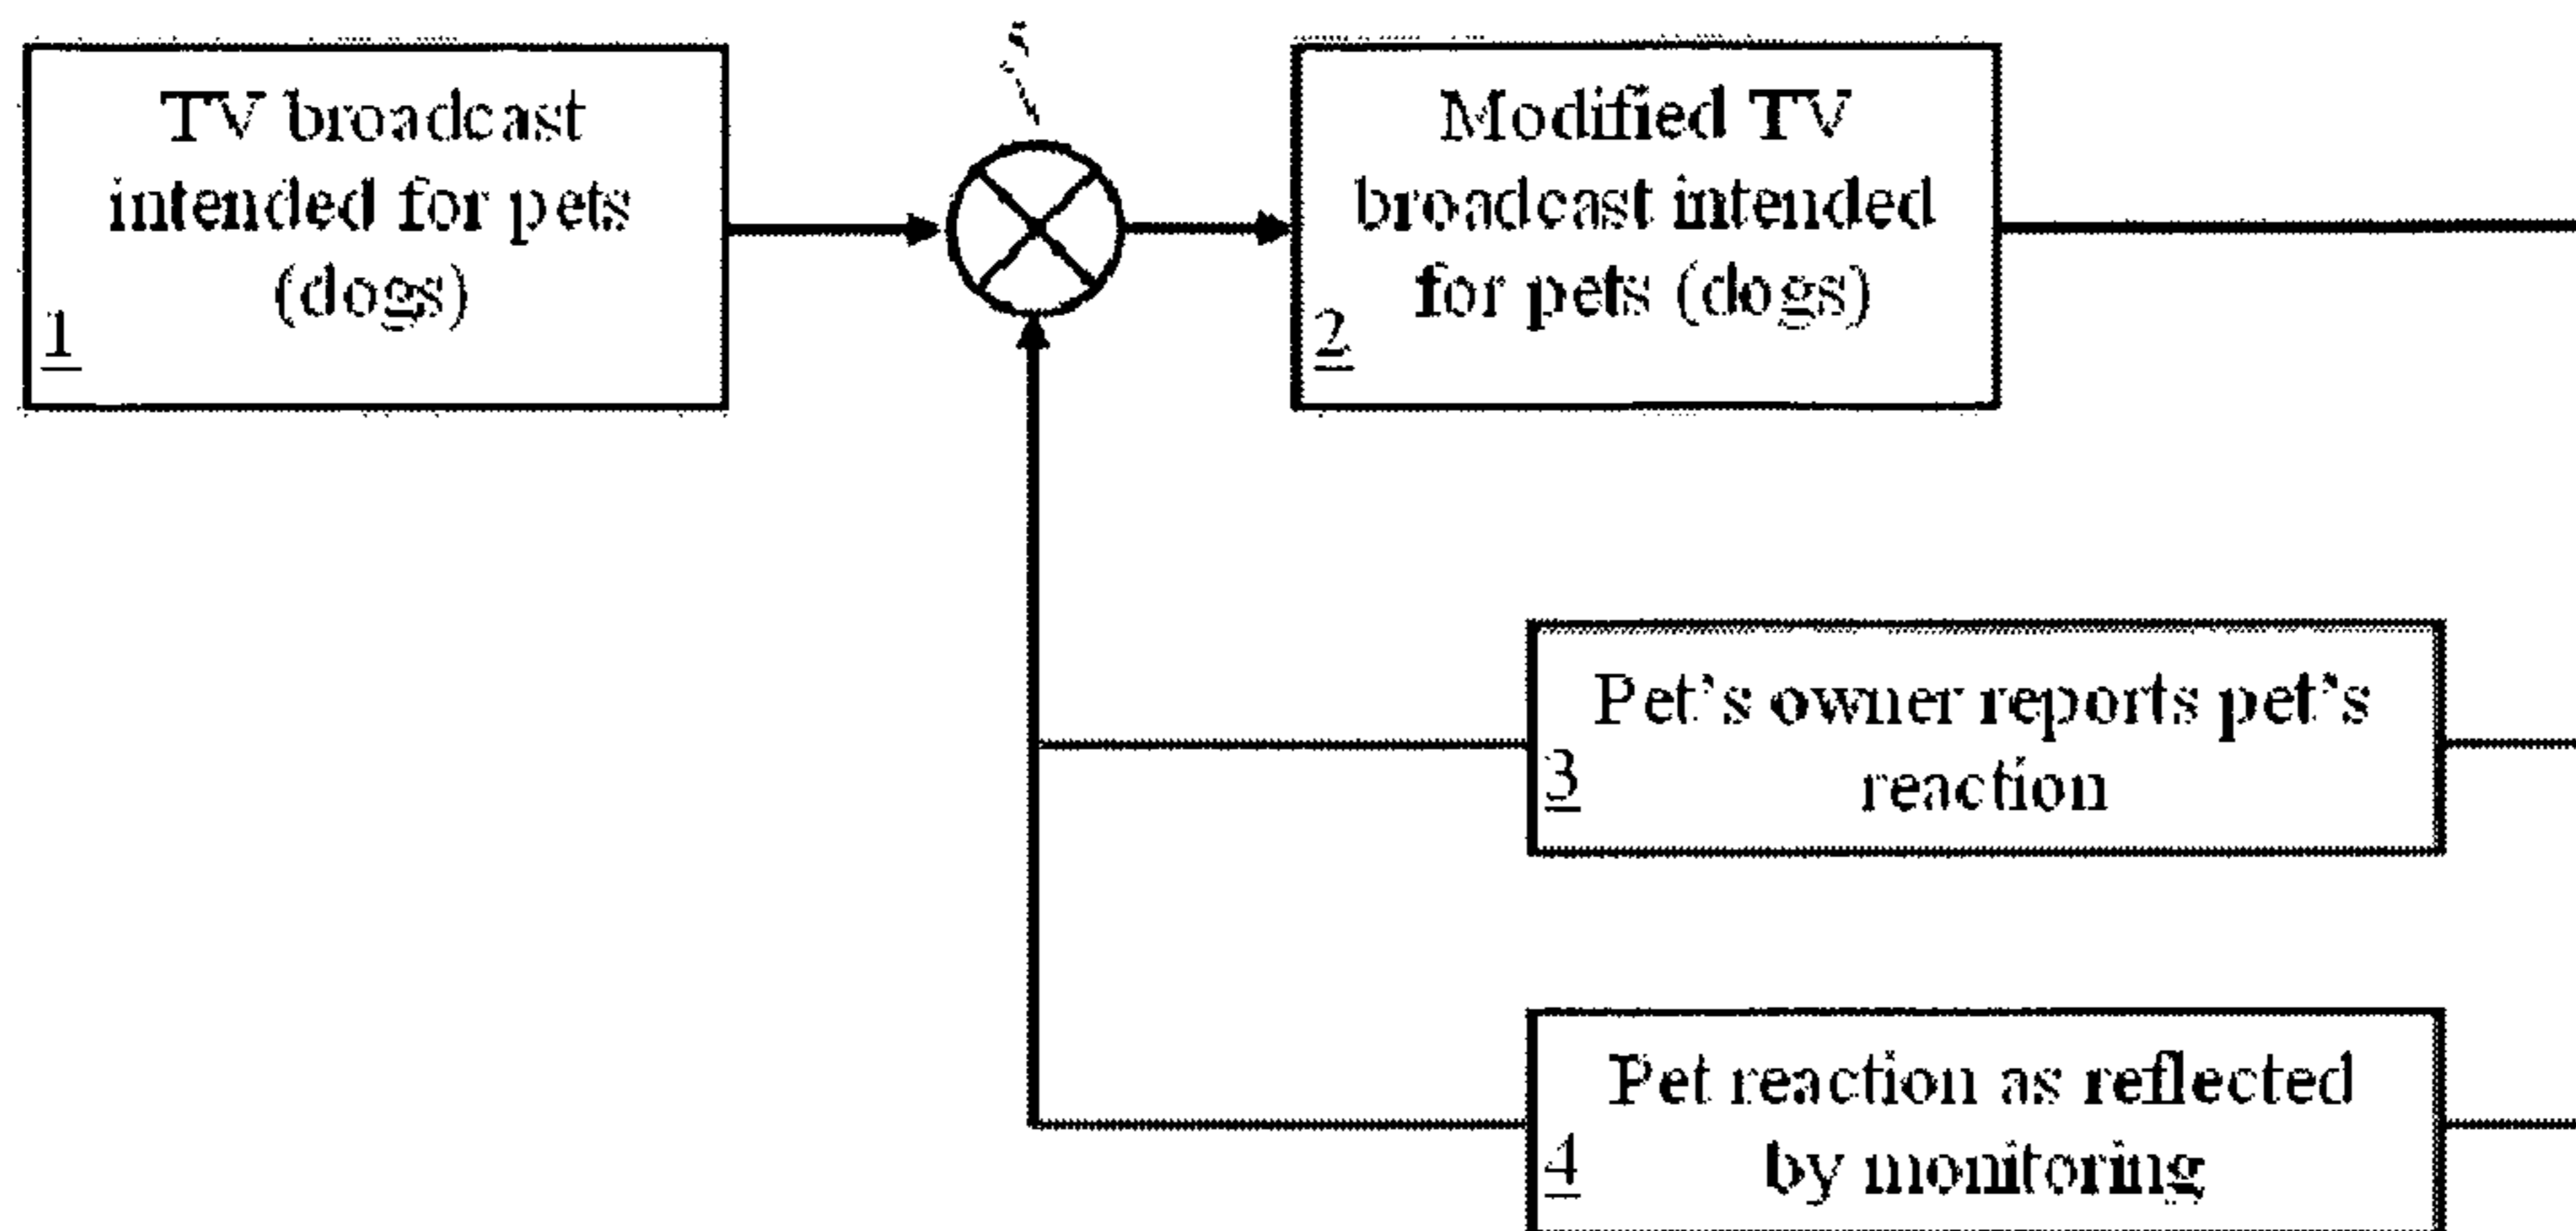 5
TV broadcast
intended for pets
(dogs)
1
Modified TV
broadcast intended
for pets (dogs)
2
Pet's owner reports pet's
reaction
3
Pet reaction as reflected
by monitoring
4